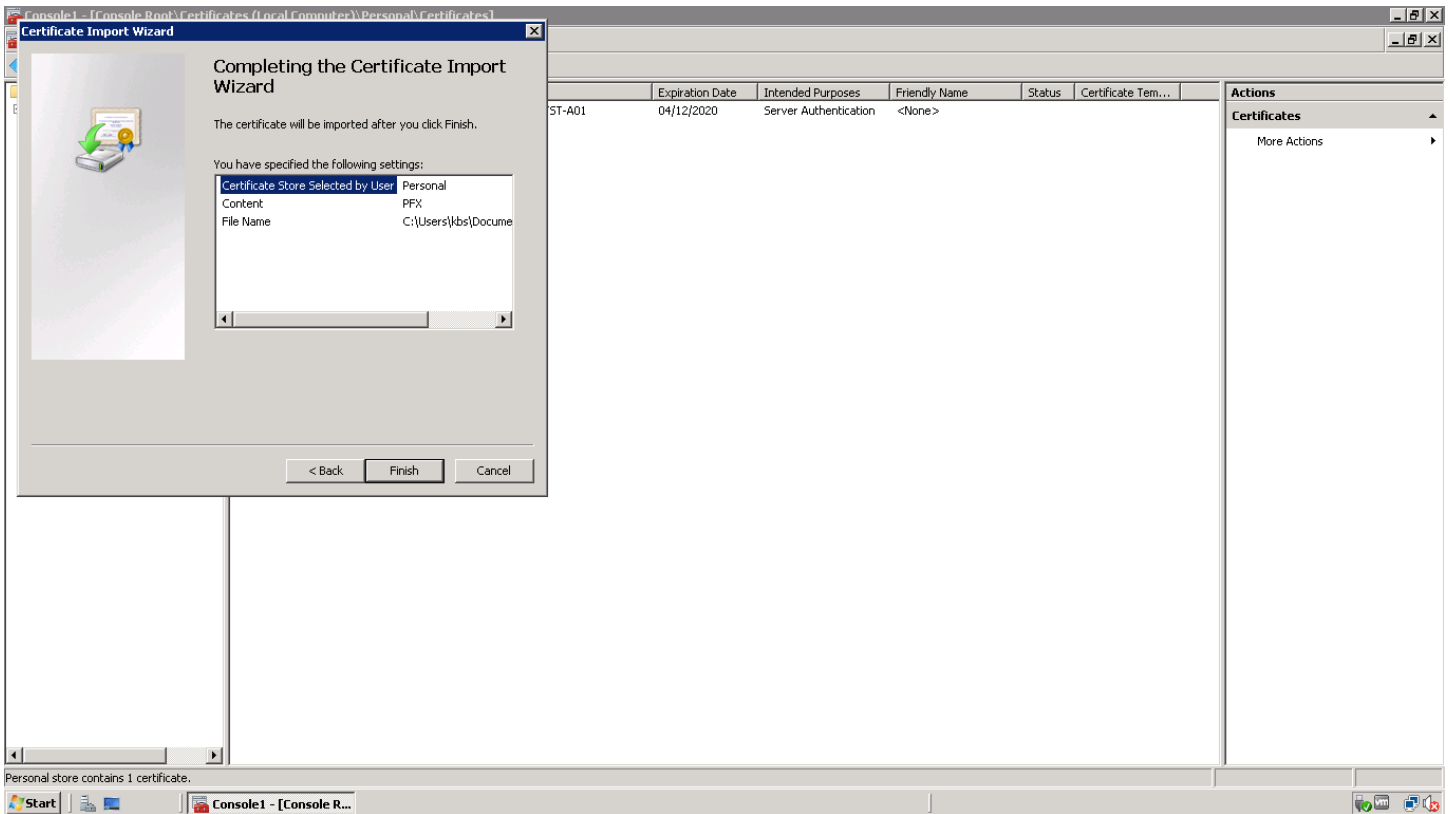 Console1 - [Console Root\Certificates (Local Computer)\Personal\Certificates]
Certificate Import Wizard
Completing the Certificate Import
Wizard
The certificate will be imported after you click Finish.
You have specified the following settings:
Certificate Store Selected by User Personal
Content PFX
File Name C:\Users\kbs\Docume
< Back Finish Cancel
Expiration Date Intended Purposes Friendly Name Status Certificate Tem...
ST-A01 04/12/2020 Server Authentication <None>
Actions
Certificates
More Actions
Personal store contains 1 certificate.
Start Console1 - [Console R...
vm